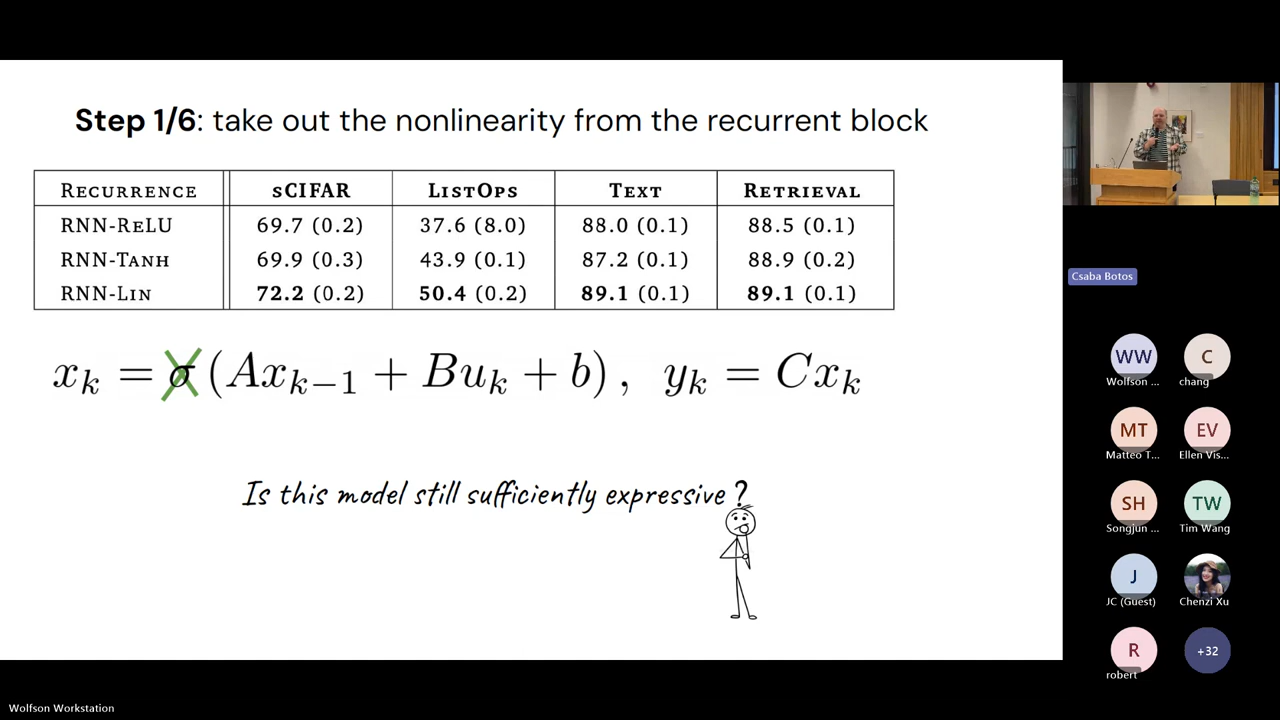 Step 1/6: take out the nonlinearity from the recurrent block
RECURRENCE sCIFAR LISTOPS TEXT RETRIEVAL
RNN-RELU 69.7 (0.2) 37.6 (8.0) 88.0 (0.1) 88.5 (0.1)
RNN-TANH 69.9 (0.3) 43.9 (0.1) 87.2 (0.1) 88.9 (0.2)
RNN-LIN 72.2 (0.2) 50.4 (0.2) 89.1 (0.1) 89.1 (0.1)
x_k = σ (Ax_{k−1} + Bu_k + b) , y_k = Cx_k
Is this model still sufficiently expressive ?
Csaba Botos
WW C
Wolfson ... chang
MT EV
Matteo T... Ellen Vis...
SH TW
Songjun ... Tim Wang
J
JC (Guest) Chenzi Xu
R +32
robert
Wolfson Workstation